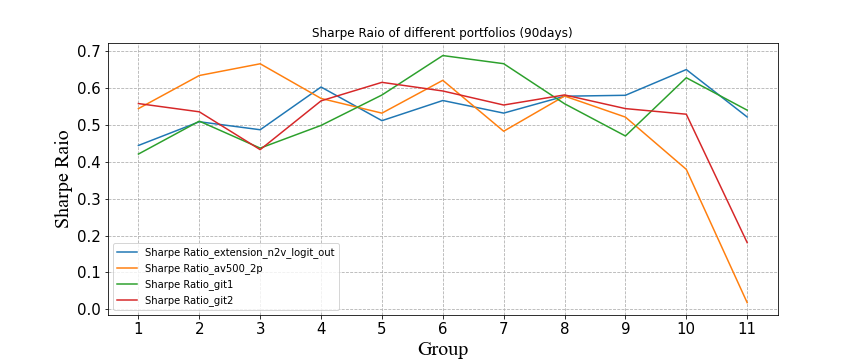 Sharpe Raio of different portfolios (90days)
Sharpe Raio
0.7
0.6
0.5
0.4
0.3
0.2
0.1
0.0
Sharpe Ratio_extension_n2v_logit_out
Sharpe Ratio_av500_2p
Sharpe Ratio_git1
Sharpe Ratio_git2
1 2 3 4 5 6 7 8 9 10 11
Group